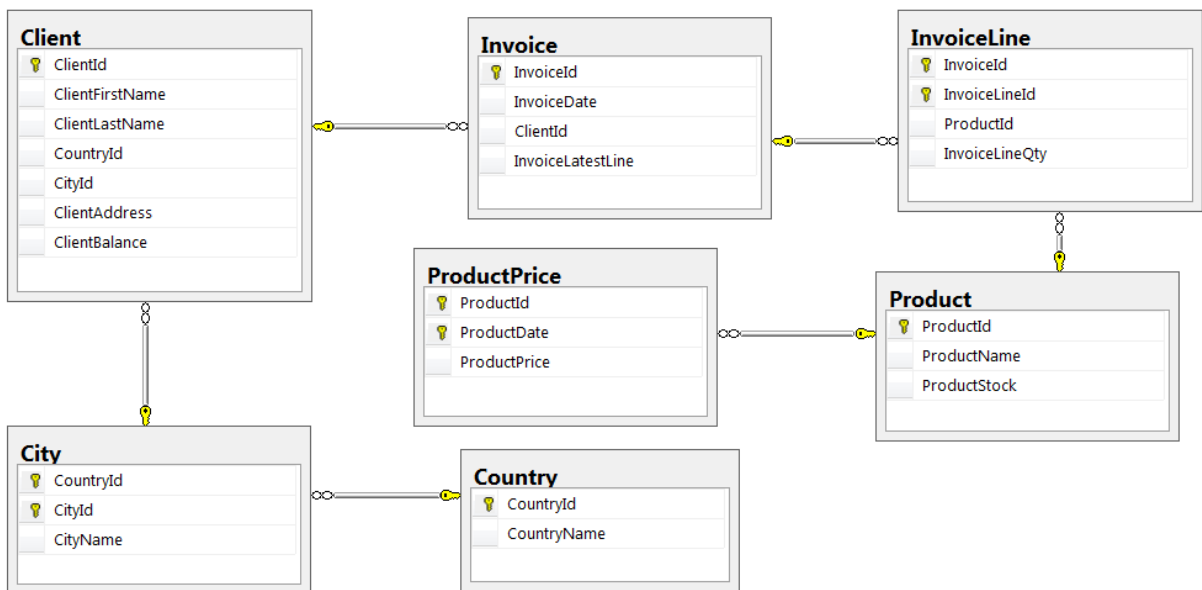 Client
ClientId
ClientFirstName
ClientLastName
CountryId
CityId
ClientAddress
ClientBalance
Invoice
InvoiceId
InvoiceDate
ClientId
InvoiceLatestLine
InvoiceLine
InvoiceId
InvoiceLineId
ProductId
InvoiceLineQty
ProductPrice
ProductId
ProductDate
ProductPrice
Product
ProductId
ProductName
ProductStock
City
CountryId
CityId
CityName
Country
CountryId
CountryName